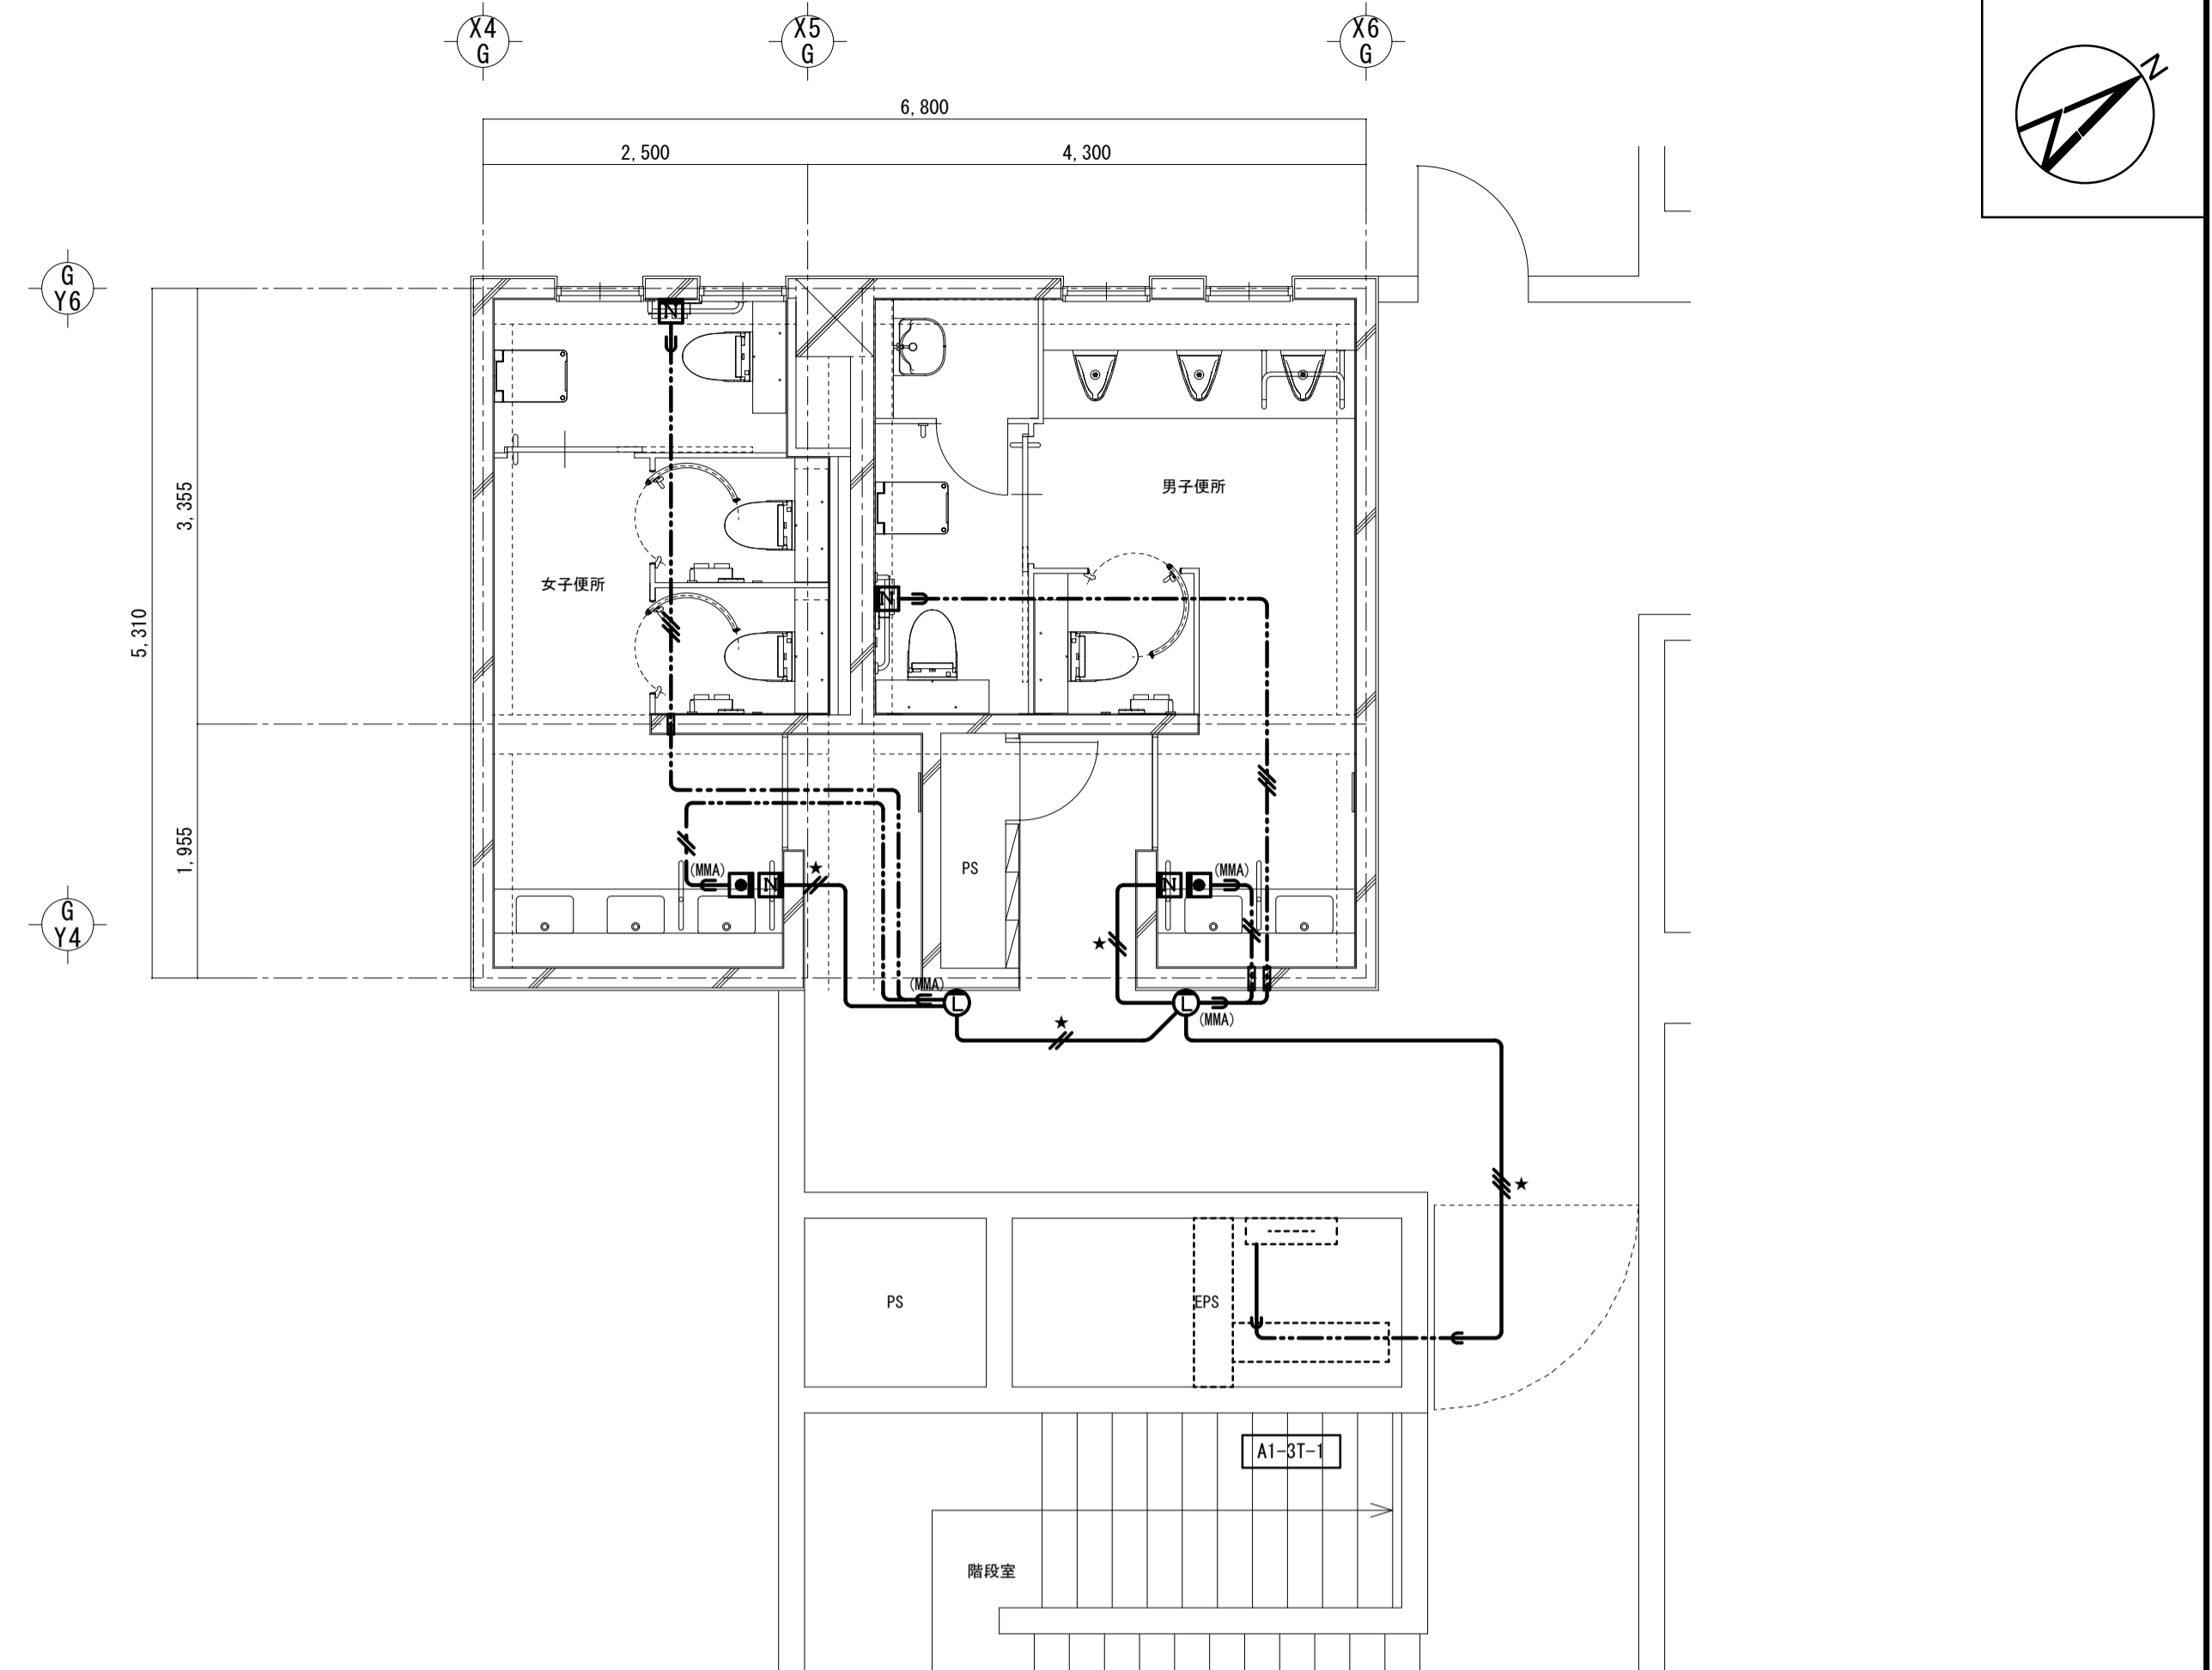 X4
G
X5
G
X6
G
N
6,800
2,500
4,300
G
Y6
N
3,355
男子便所
女子便所
N
5,310
1,955
PS
★
(MMA)
(MMA)
N
N
G
Y4
★
(MMA)
L
L
(MMA)
★
★
PS
EPS
A1-3T-1
階段室